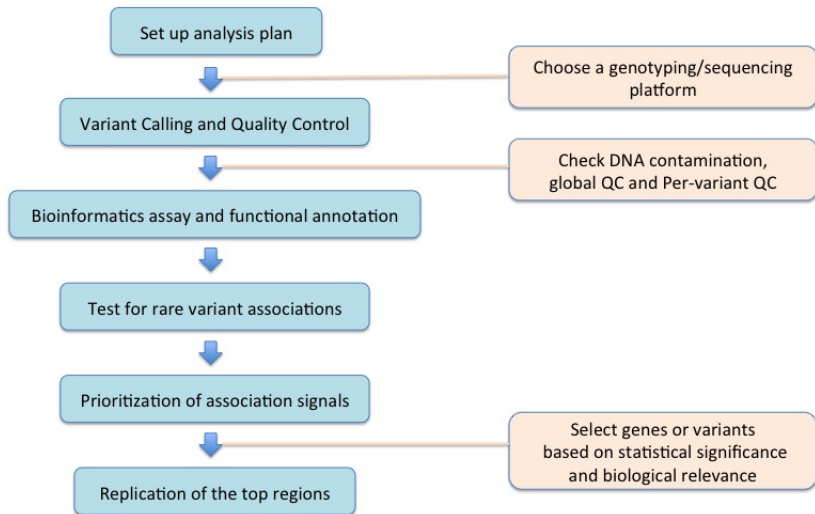 Set up analysis plan
Choose a genotyping/sequencing
platform
Variant Calling and Quality Control
Check DNA contamination,
global QC and Per-variant QC
Bioinformatics assay and functional annotation
Test for rare variant associations
Prioritization of association signals
Select genes or variants
based on statistical significance
and biological relevance
Replication of the top regions